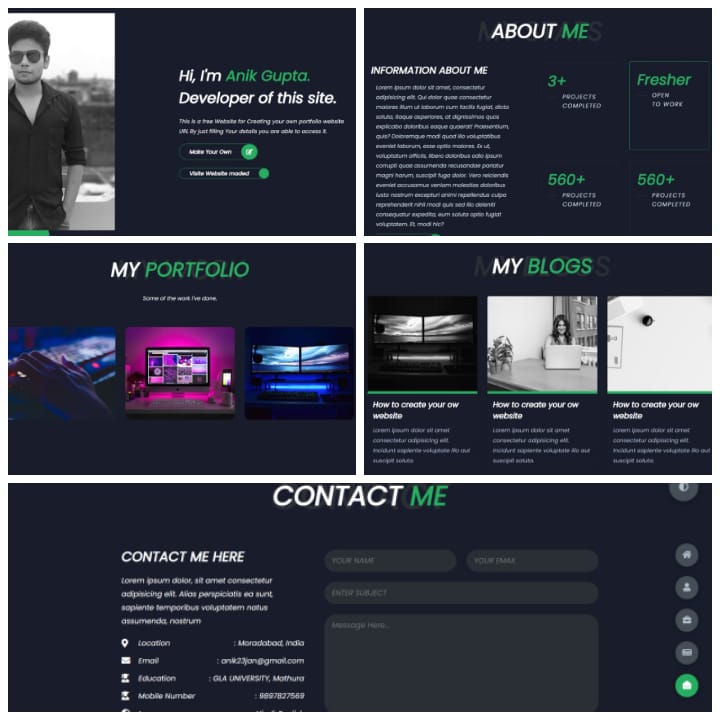 Hi, I'm Anik Gupta.
Developer of this site.
This is a free Website for Creating your own portfolio website
URL By just filling Your details you are able to access it.
Make Your Own
Visite Website maded
ABOUT ME
INFORMATION ABOUT ME
Lorem ipsum dolor sit amet, consectetur
adipisicing elit. Qui dolor quae consectetur
maiores illum ut laborum cum facilis fugiat, dicta
soluta, itaque asperiores, at dignissimos quas
explicabo doloribus eaque quaerat! Praesentium,
quis? Doloremque modi quia illo voluptatibus
eveniet laborum, esse optio maiores. Ex ut,
voluptatum officiis, libero doloribus odio ipsum
corrupti quas assumenda recusandae pariatur
magni harum, suscipit fuga dolor. Vero reiciendis
eveniet accusamus veniam molestias doloribus
iusto nostrum excepturi animi repellendus culpa
reprehenderit nihil modi quis sed illo deleniti
consequatur expedita, eum soluta optio fugiat
voluptatem. Et, modi hic?
3+
PROJECTS
COMPLETED
Fresher
OPEN
TO WORK
560+
PROJECTS
COMPLETED
560+
PROJECTS
COMPLETED
MY PORTFOLIO
Some of the work I've done.
MY BLOGS
How to create your ow
website
Lorem ipsum dolor sit amet
consectetur adipisicing elit.
Incidunt sapiente voluptate illo aut
suscipit soluta.
How to create your ow
website
Lorem ipsum dolor sit amet
consectetur adipisicing elit.
Incidunt sapiente voluptate illo aut
suscipit soluta.
How to create your ow
website
Lorem ipsum dolor sit amet
consectetur adipisicing elit.
Incidunt sapiente voluptate illo aut
suscipit soluta.
CONTACT ME
CONTACT ME HERE
Lorem ipsum dolor, sit amet consectetur
adipisicing elit. Alias perspiciatis ea sunt,
sapiente temporibus voluptatem natus
assumenda, nostrum
Location : Moradabad, India
Email : anik23jan@gmail.com
Education : GLA UNIVERSITY, Mathura
Mobile Number : 9897827569
YOUR NAME
YOUR EMAIL
ENTER SUBJECT
Message Here...